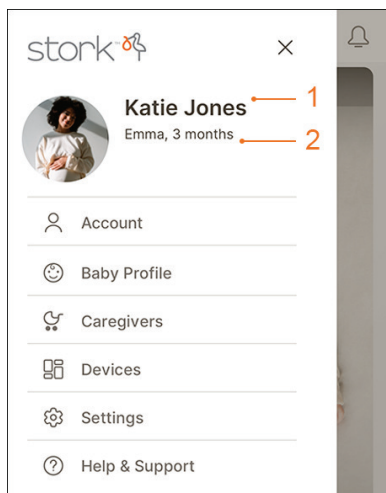 stork
Katie Jones 1
Emma, 3 months 2
Account
Baby Profile
Caregivers
Devices
Settings
Help & Support